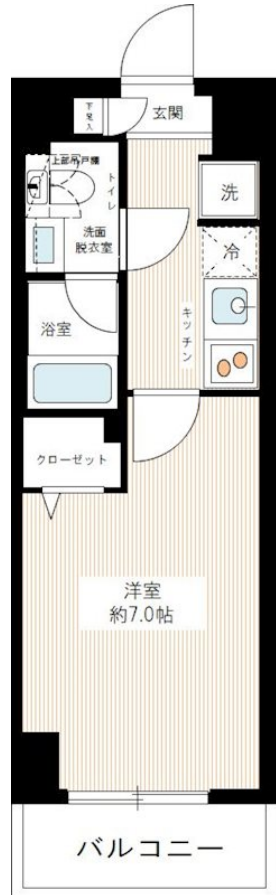 下足入
玄関
上部吊戸棚
トイレ
洗
洗面
脱衣室
冷
キッチン
浴室
クローゼット
洋室
約7.0帖
バルコニー